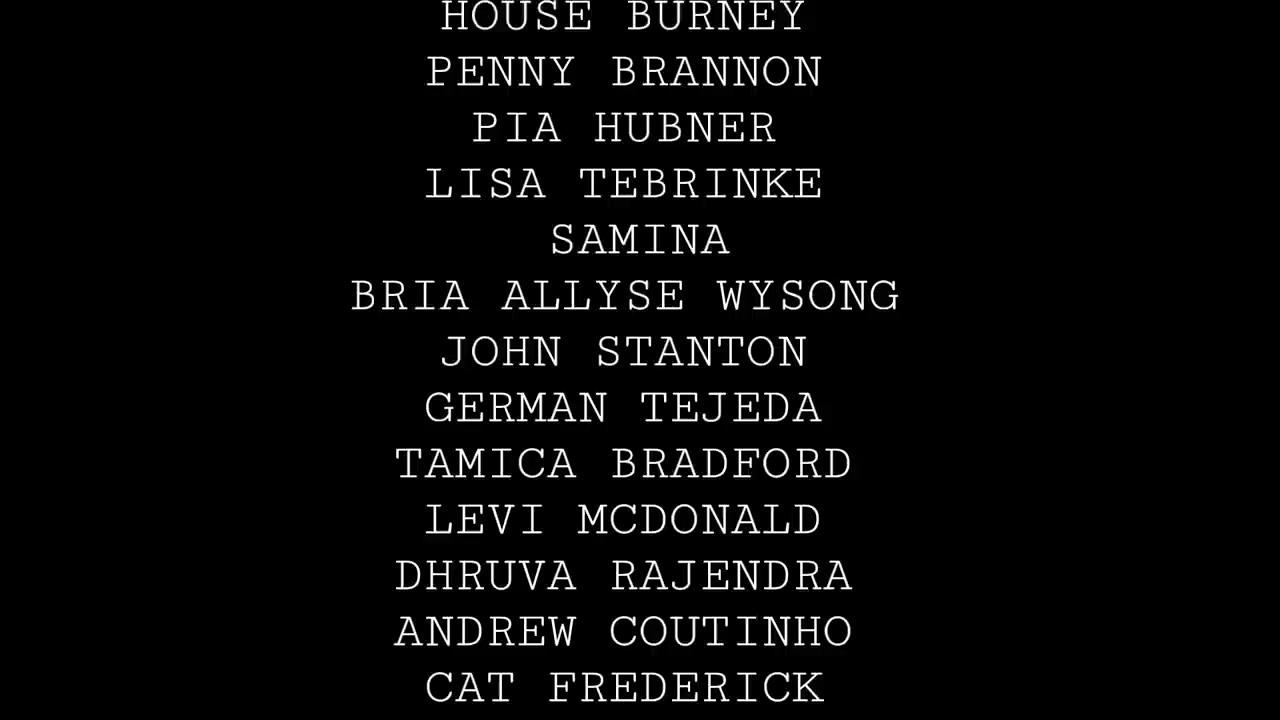 HOUSE BURNEY
PENNY BRANNON
PIA HUBNER
LISA TEBRINKE
SAMINA
BRIA ALLYSE WYSONG
JOHN STANTON
GERMAN TEJEDA
TAMICA BRADFORD
LEVI MCDONALD
DHRUVA RAJENDRA
ANDREW COUTINHO
CAT FREDERICK